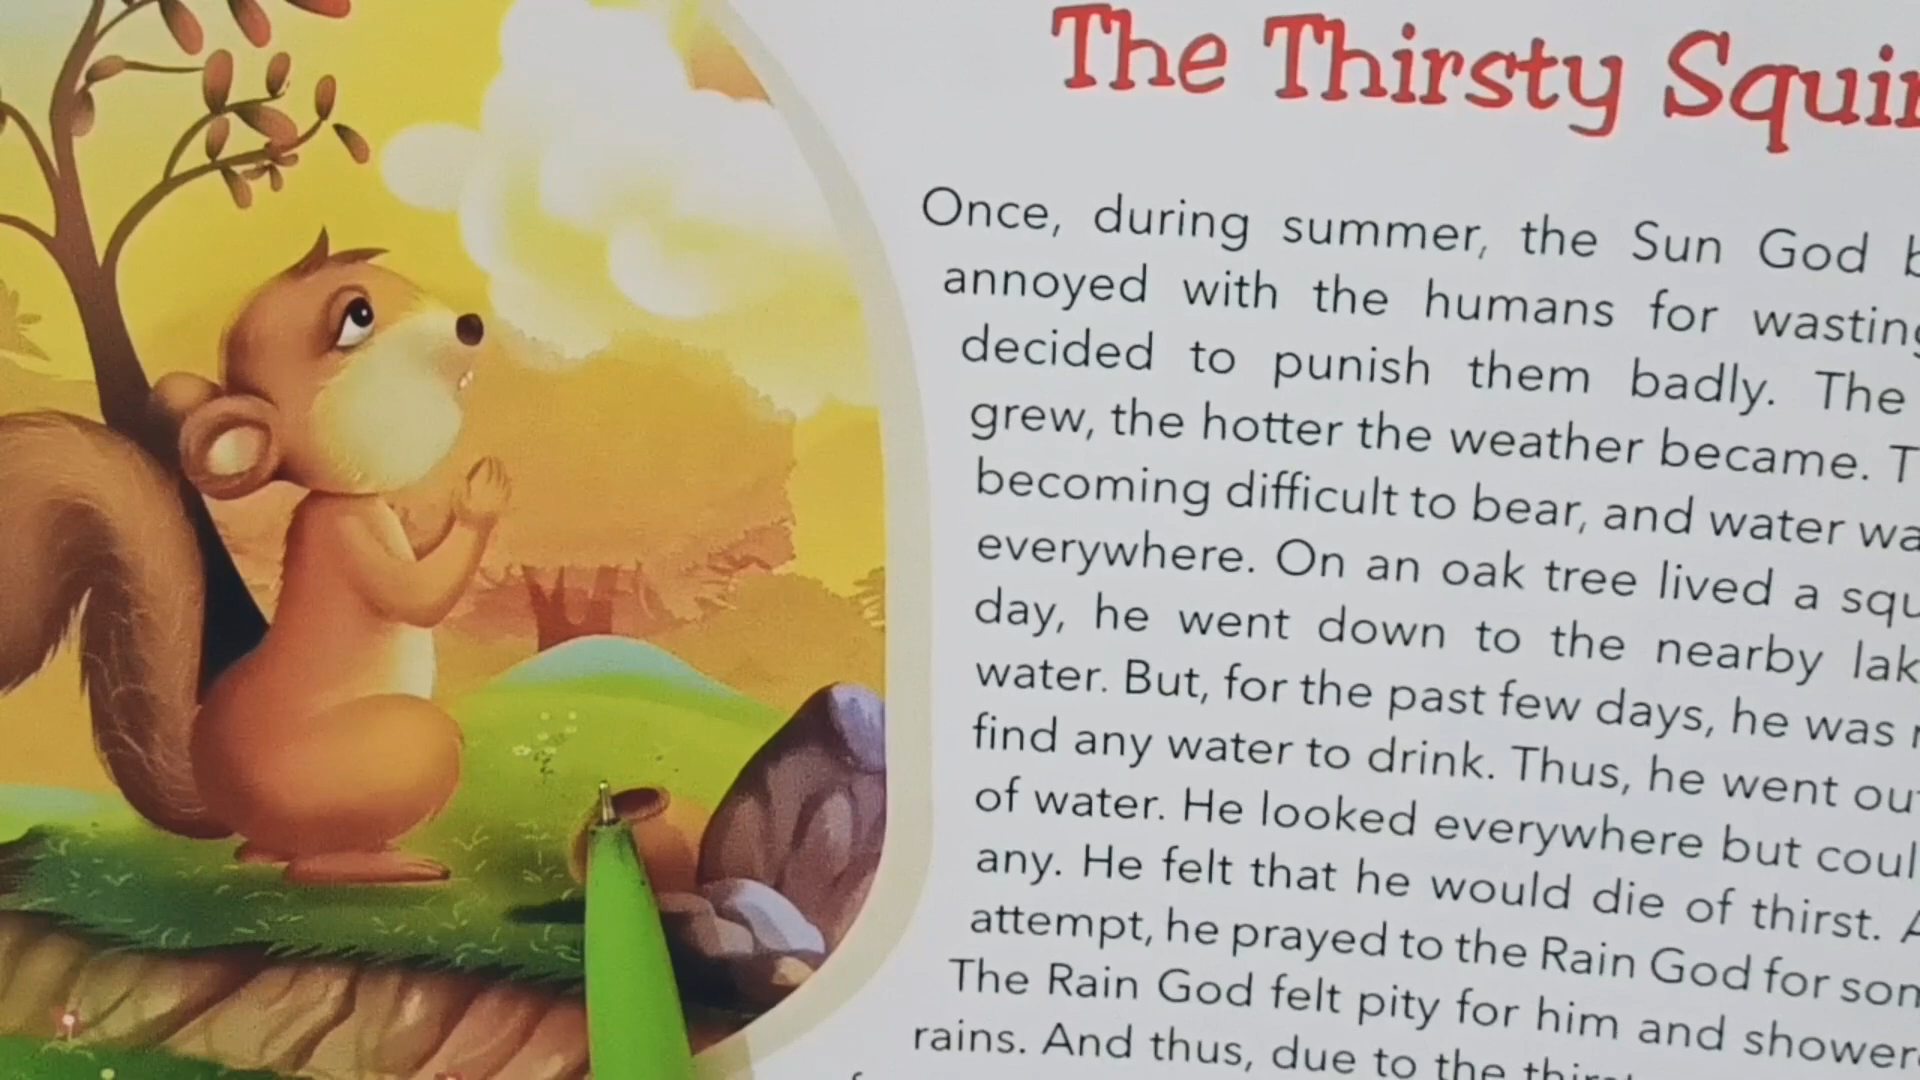 The Thirsty
Once, during summer, the Sun God
annoyed with the humans for
decided to punish them badly. The
grew, the hotter the weather became.
becoming difficult to bear, and water
everywhere. On an oak tree lived a
day, he went down to the nearby
water. But, for the past few days, he was
find any water to drink. Thus, he went
of water. He looked everywhere but
any. He felt that he would die of thirst.
attempt, he prayed to the Rain God for
The Rain God felt pity for him and
rains. And thus, due to the